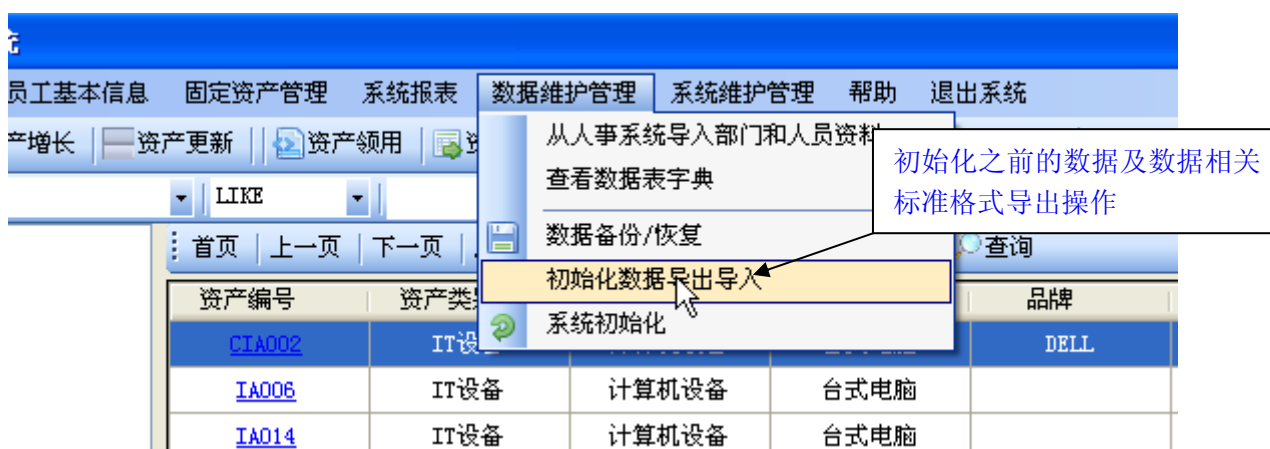 员工基本信息 固定资产管理 系统报表 数据维护管理 系统维护管理 帮助 退出系统
产增长 资产更新 资产领用
从人事系统导入部门和人员资料
初始化之前的数据及数据相关
标准格式导出操作
LIKE
查看数据表字典
首页 上一页 下一页
数据备份/恢复
查询
初始化数据导出导入
资产编号 资产类 品牌
系统初始化
CIA002 IT设 DELL
IA006 IT设备 计算机设备 台式电脑
IA014 IT设备 计算机设备 台式电脑